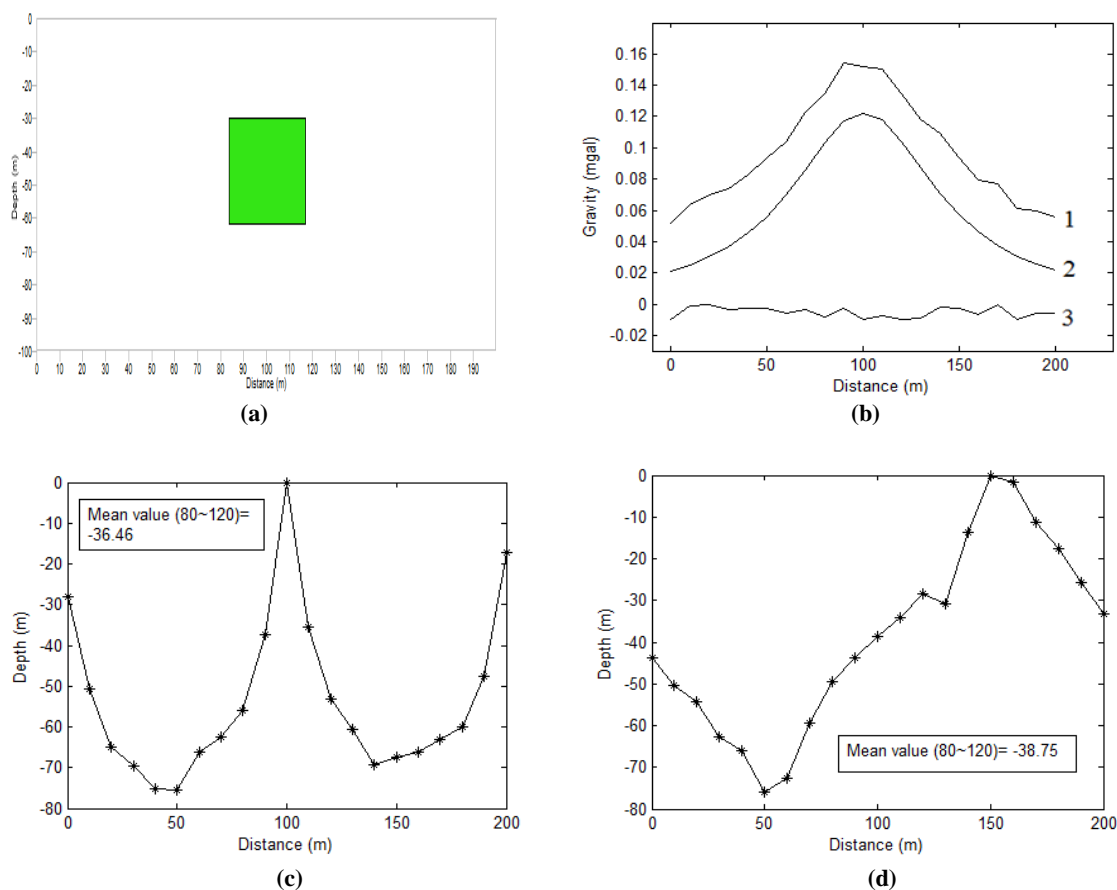 0
-10
-20
-30
-40
-50
-60
-70
-80
-90
-100
Depth (m)
0 10 20 30 40 50 60 70 80 90 100 110 120 130 140 150 160 170 180 190
Distance (m)
(a)
0.16
0.14
0.12
0.1
0.08
0.06
0.04
0.02
0
-0.02
Gravity (mgal)
1
2
3
0 50 100 150 200
Distance (m)
(b)
0
-10
-20
-30
-40
-50
-60
-70
-80
Depth (m)
Mean value (80~120)=
-36.46
0 50 100 150 200
Distance (m)
(c)
0
-10
-20
-30
-40
-50
-60
-70
-80
Depth (m)
Mean value (80~120)= -38.75
0 50 100 150 200
Distance (m)
(d)